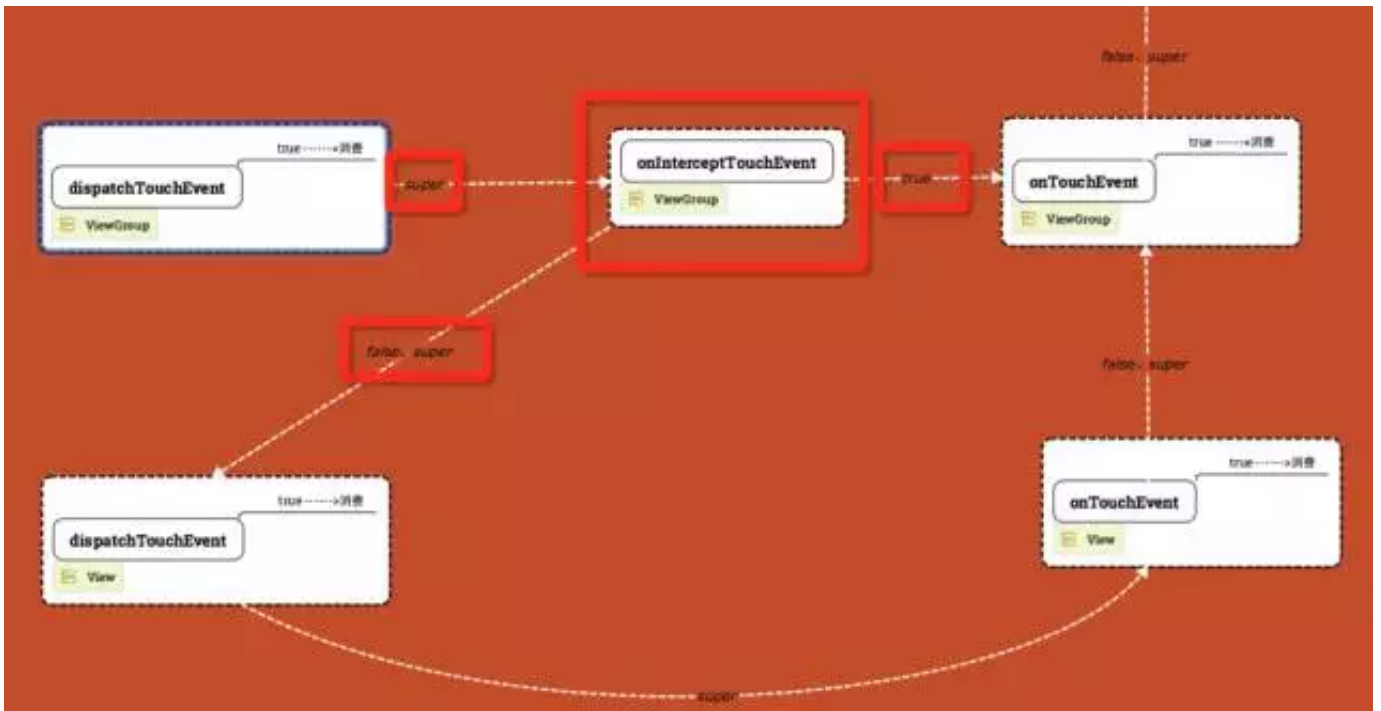 false、super
true ------>消费
dispatchTouchEvent
ViewGroup
super
onInterceptTouchEvent
ViewGroup
true
true ------>消费
onTouchEvent
ViewGroup
false、super
false、super
true ------>消费
dispatchTouchEvent
View
true ------>消费
onTouchEvent
View
super